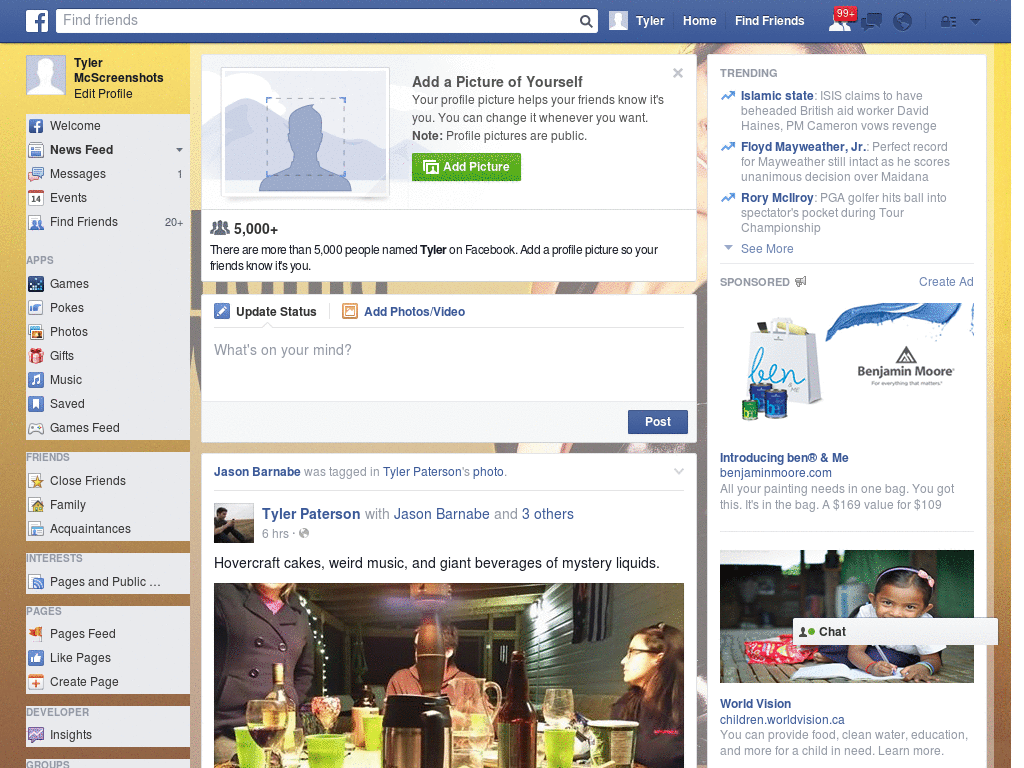 Find friends
Tyler
Home
Find Friends
99+
Tyler
McScreenshots
Edit Profile
Welcome
News Feed
Messages 1
14 Events
Find Friends 20+
APPS
Games
Pokes
Photos
Gifts
Music
Saved
Games Feed
FRIENDS
Close Friends
Family
Acquaintances
INTERESTS
Pages and Public ...
PAGES
Pages Feed
Like Pages
Create Page
DEVELOPER
Insights
GROUPS
Add a Picture of Yourself
Your profile picture helps your friends know it's
you. You can change it whenever you want.
Note: Profile pictures are public.
Add Picture
5,000+
There are more than 5,000 people named Tyler on Facebook. Add a profile picture so your
friends know it's you.
Update Status
Add Photos/Video
What's on your mind?
Post
Jason Barnabe was tagged in Tyler Paterson's photo.
Tyler Paterson with Jason Barnabe and 3 others
6 hrs ·
Hovercraft cakes, weird music, and giant beverages of mystery liquids.
TRENDING
Islamic state: ISIS claims to have
beheaded British aid worker David
Haines, PM Cameron vows revenge
Floyd Mayweather, Jr.: Perfect record
for Mayweather still intact as he scores
unanimous decision over Maidana
Rory McIlroy: PGA golfer hits ball into
spectator's pocket during Tour
Championship
See More
SPONSORED
Create Ad
ben
& ME
Benjamin Moore®
For everything that matters.™
Introducing ben® & Me
benjaminmoore.com
All your painting needs in one bag. You got
this. It's in the bag. A $169 value for $109
Chat
World Vision
children.worldvision.ca
You can provide food, clean water, education,
and more for a child in need. Learn more.